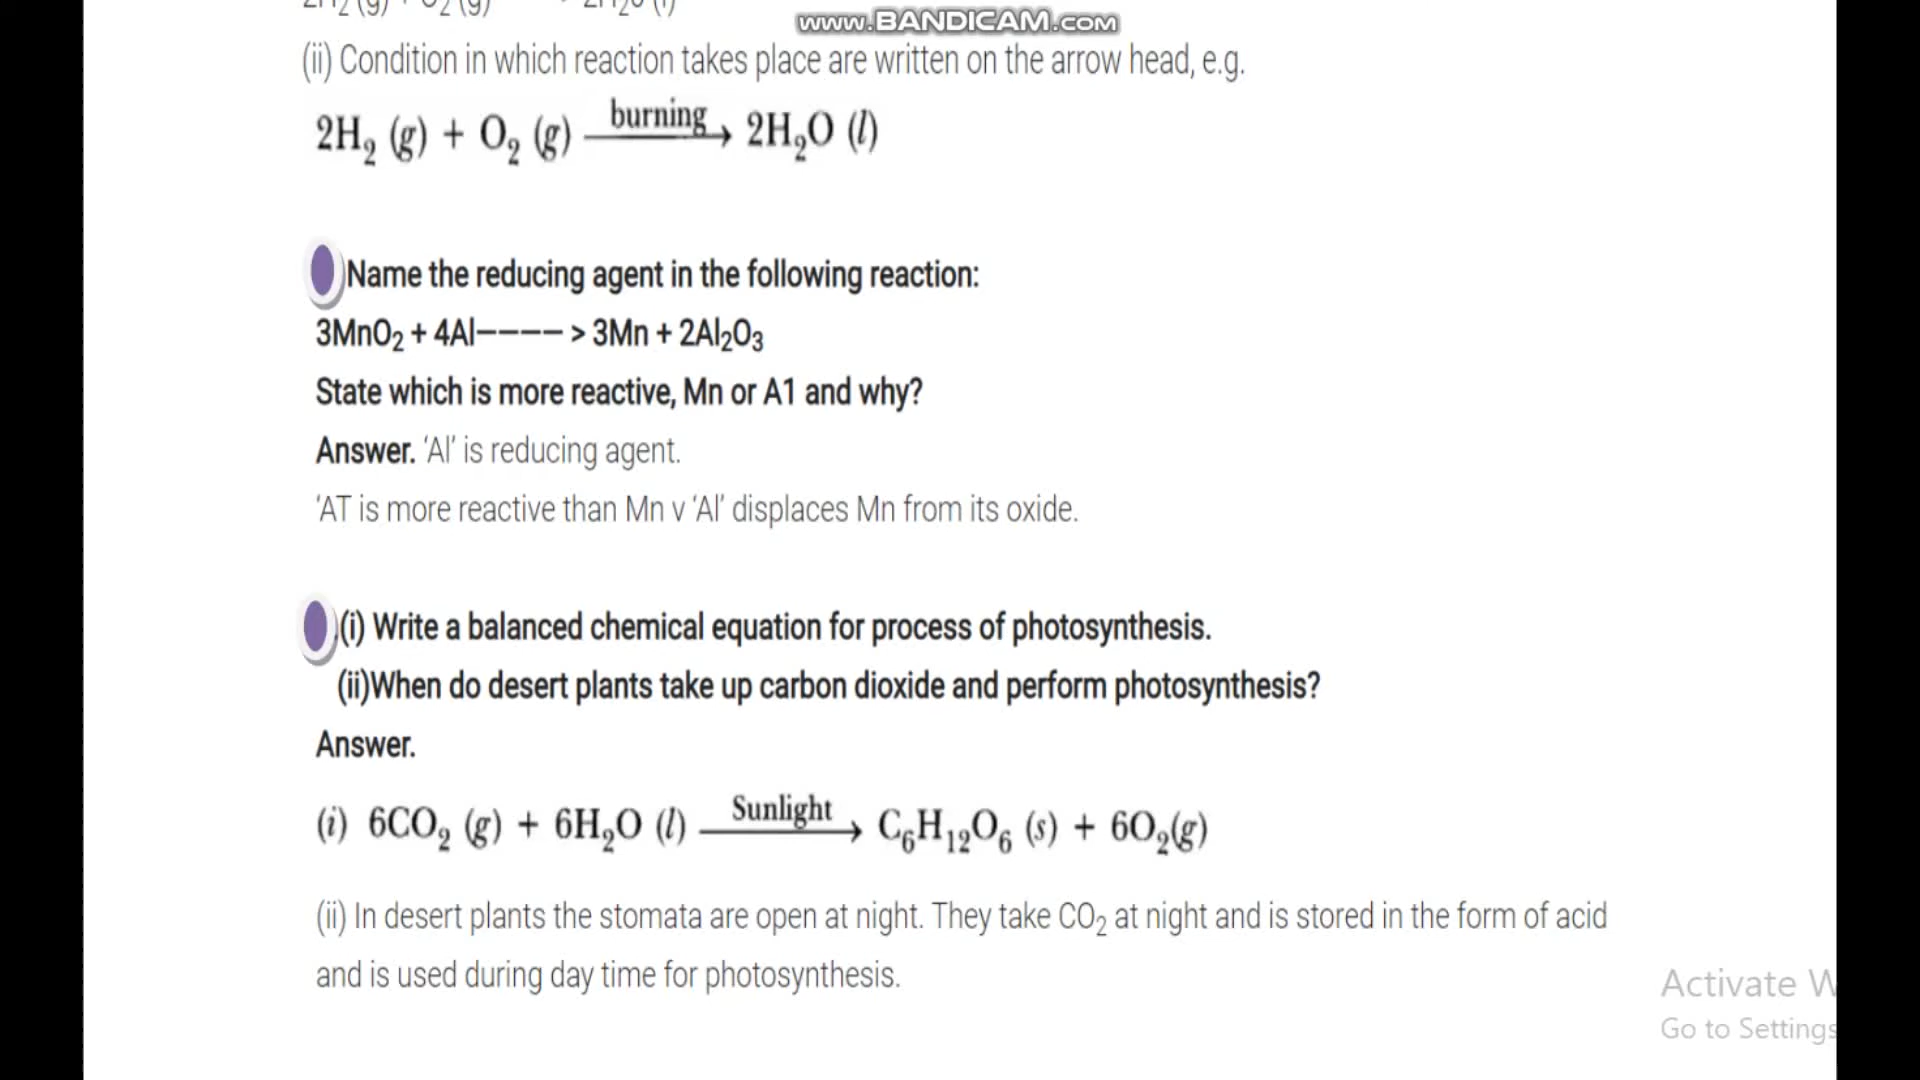 www.BANDICAM.com
(ii) Condition in which reaction takes place are written on the arrow head, e.g.
2H₂ (g) + O₂ (g) burning→ 2H₂O (l)
Name the reducing agent in the following reaction:
3MnO₂ + 4Al−−−− > 3Mn + 2Al₂O₃
State which is more reactive, Mn or A1 and why?
Answer. ‘Al’ is reducing agent.
‘AT is more reactive than Mn v ‘Al’ displaces Mn from its oxide.
(i) Write a balanced chemical equation for process of photosynthesis.
(ii)When do desert plants take up carbon dioxide and perform photosynthesis?
Answer.
(i) 6CO₂ (g) + 6H₂O (l) Sunlight→ C₆H₁₂O₆ (s) + 6O₂(g)
(ii) In desert plants the stomata are open at night. They take CO₂ at night and is stored in the form of acid
and is used during day time for photosynthesis.
Activate W
Go to Settings